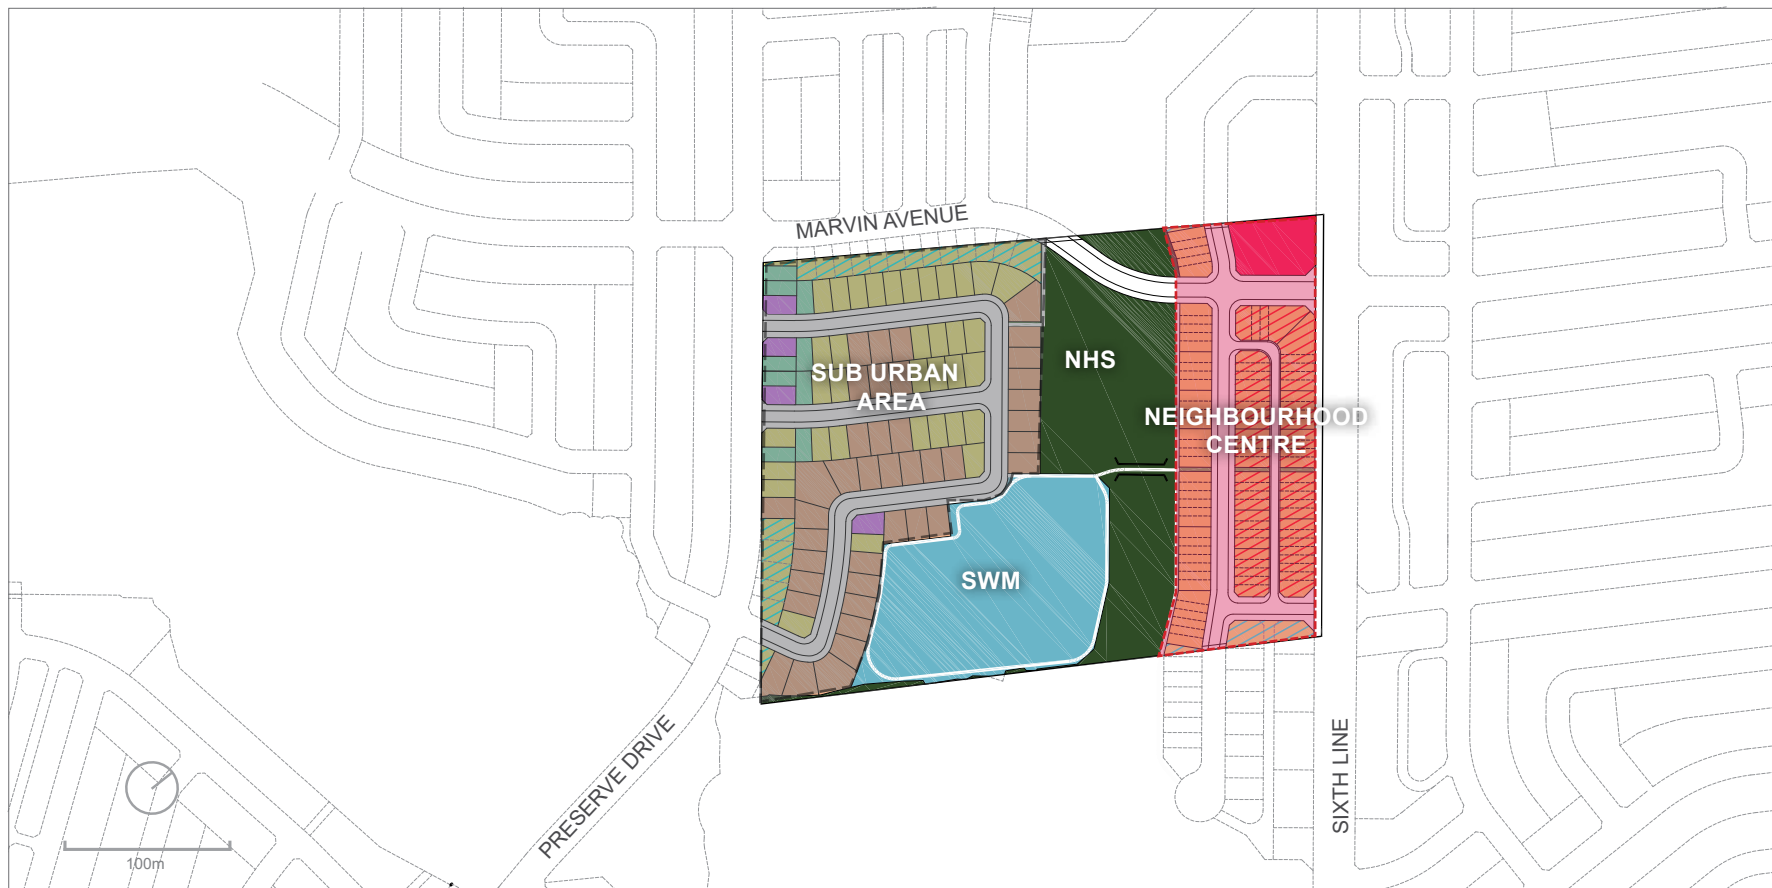 MARVIN AVENUE
NHS
SUB URBAN
AREA
NEIGHBOURHOOD
CENTRE
SWM
PRESERVE DRIVE
SIXTH LINE
100m